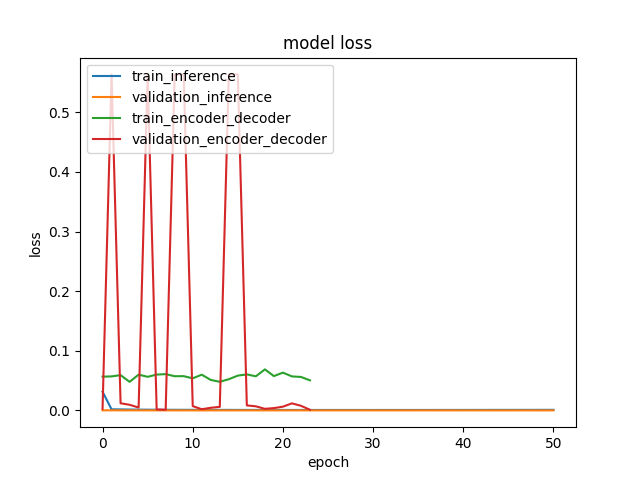 model loss
train_inference
validation_inference
train_encoder_decoder
validation_encoder_decoder
loss
0.5
0.4
0.3
0.2
0.1
0.0
0 10 20 30 40 50
epoch